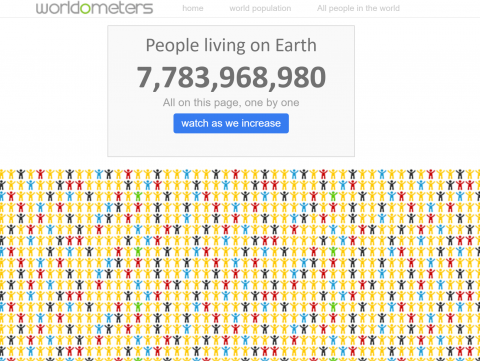 worldometers
home world population All people in the world
People living on Earth
7,783,968,980
All on this page, one by one
watch as we increase